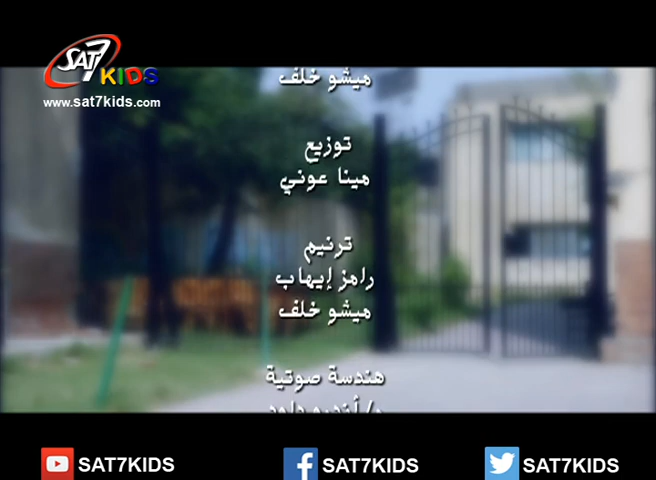 SAT7
KIDS
www.sat7kids.com
ميشو خلف
توزيع
مينا عوني
ترنيم
رامز إيهاب
ميشو خلف
هندسة صوتية
SAT7KIDS
SAT7KIDS
SAT7KIDS